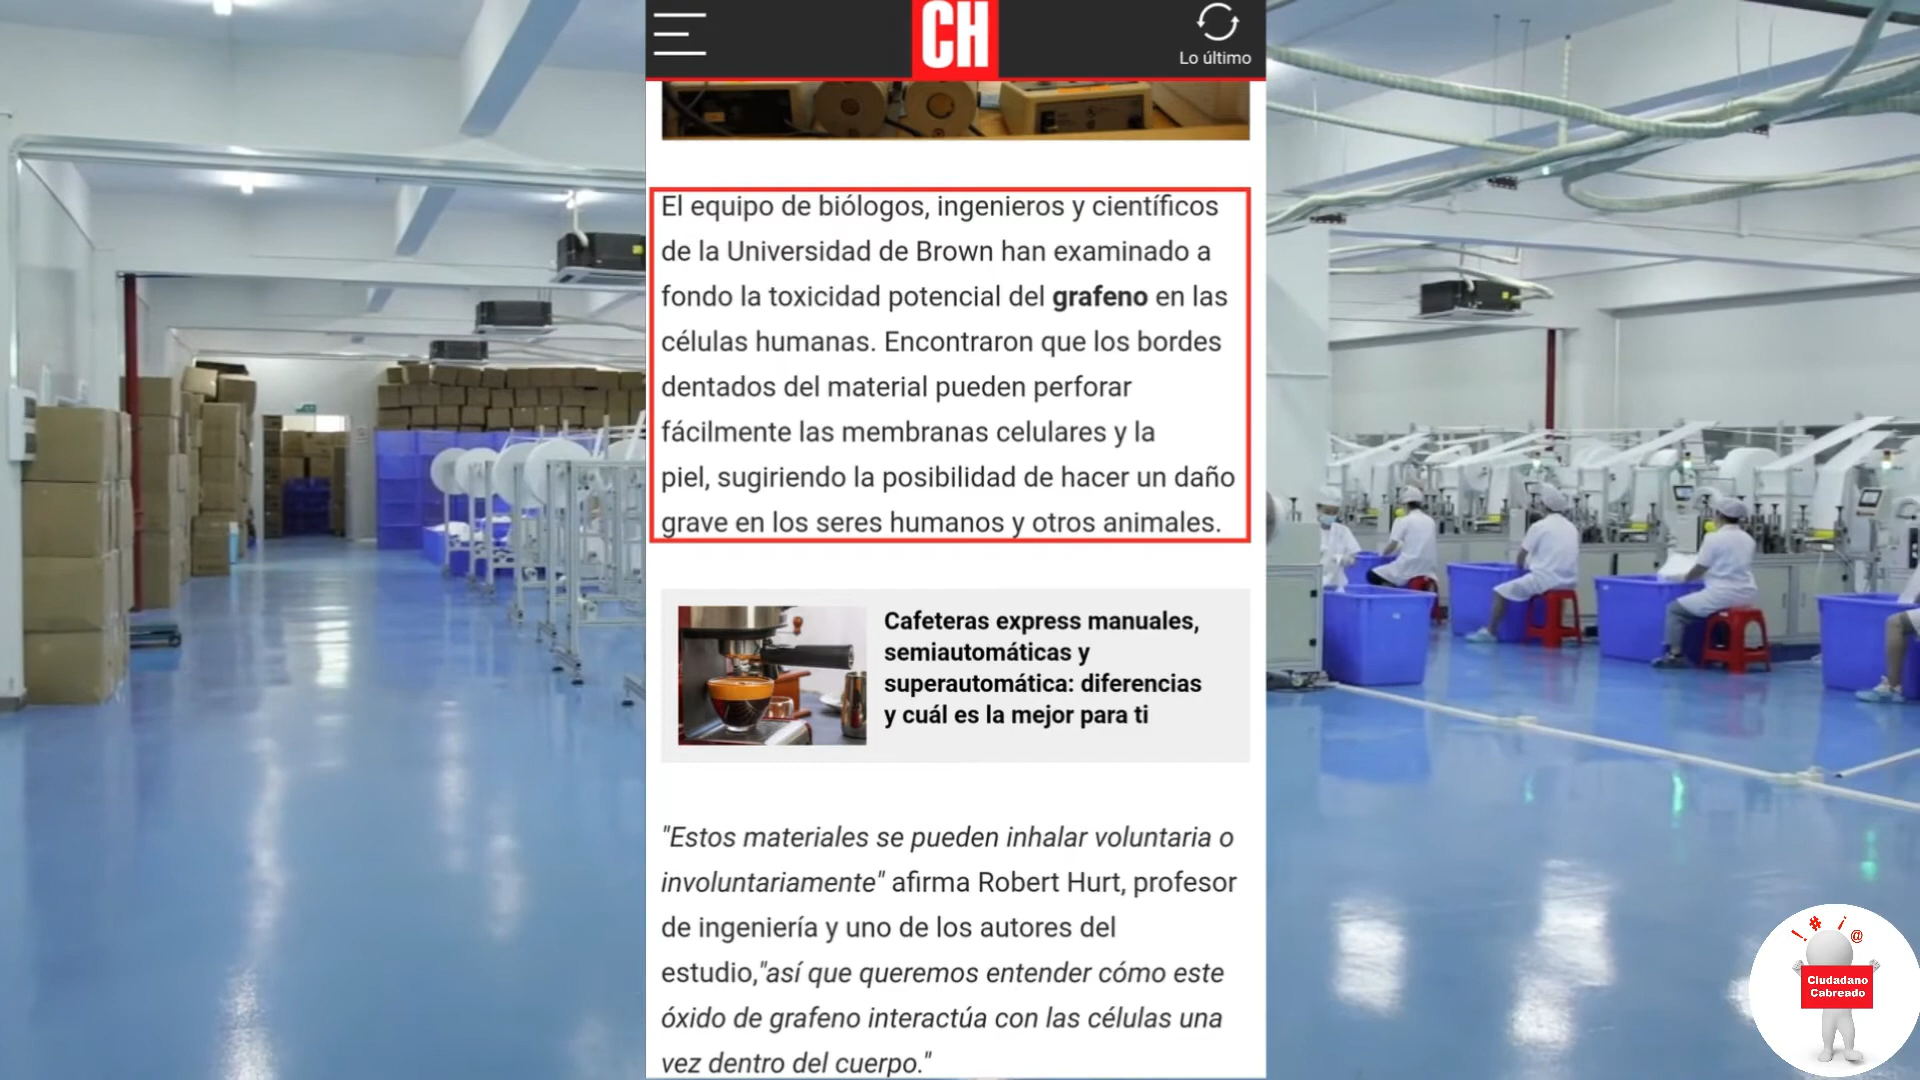 CH
Lo último
El equipo de biólogos, ingenieros y científicos
de la Universidad de Brown han examinado a
fondo la toxicidad potencial del grafeno en las
células humanas. Encontraron que los bordes
dentados del material pueden perforar
fácilmente las membranas celulares y la
piel, sugiriendo la posibilidad de hacer un daño
grave en los seres humanos y otros animales.
Cafeteras express manuales,
semiautomáticas y
superautomática: diferencias
y cuál es la mejor para ti
"Estos materiales se pueden inhalar voluntaria o
involuntariamente" afirma Robert Hurt, profesor
de ingeniería y uno de los autores del
estudio,"así que queremos entender cómo este
óxido de grafeno interactúa con las células una
vez dentro del cuerpo."
! # ¡ @
Ciudadano
Cabreado